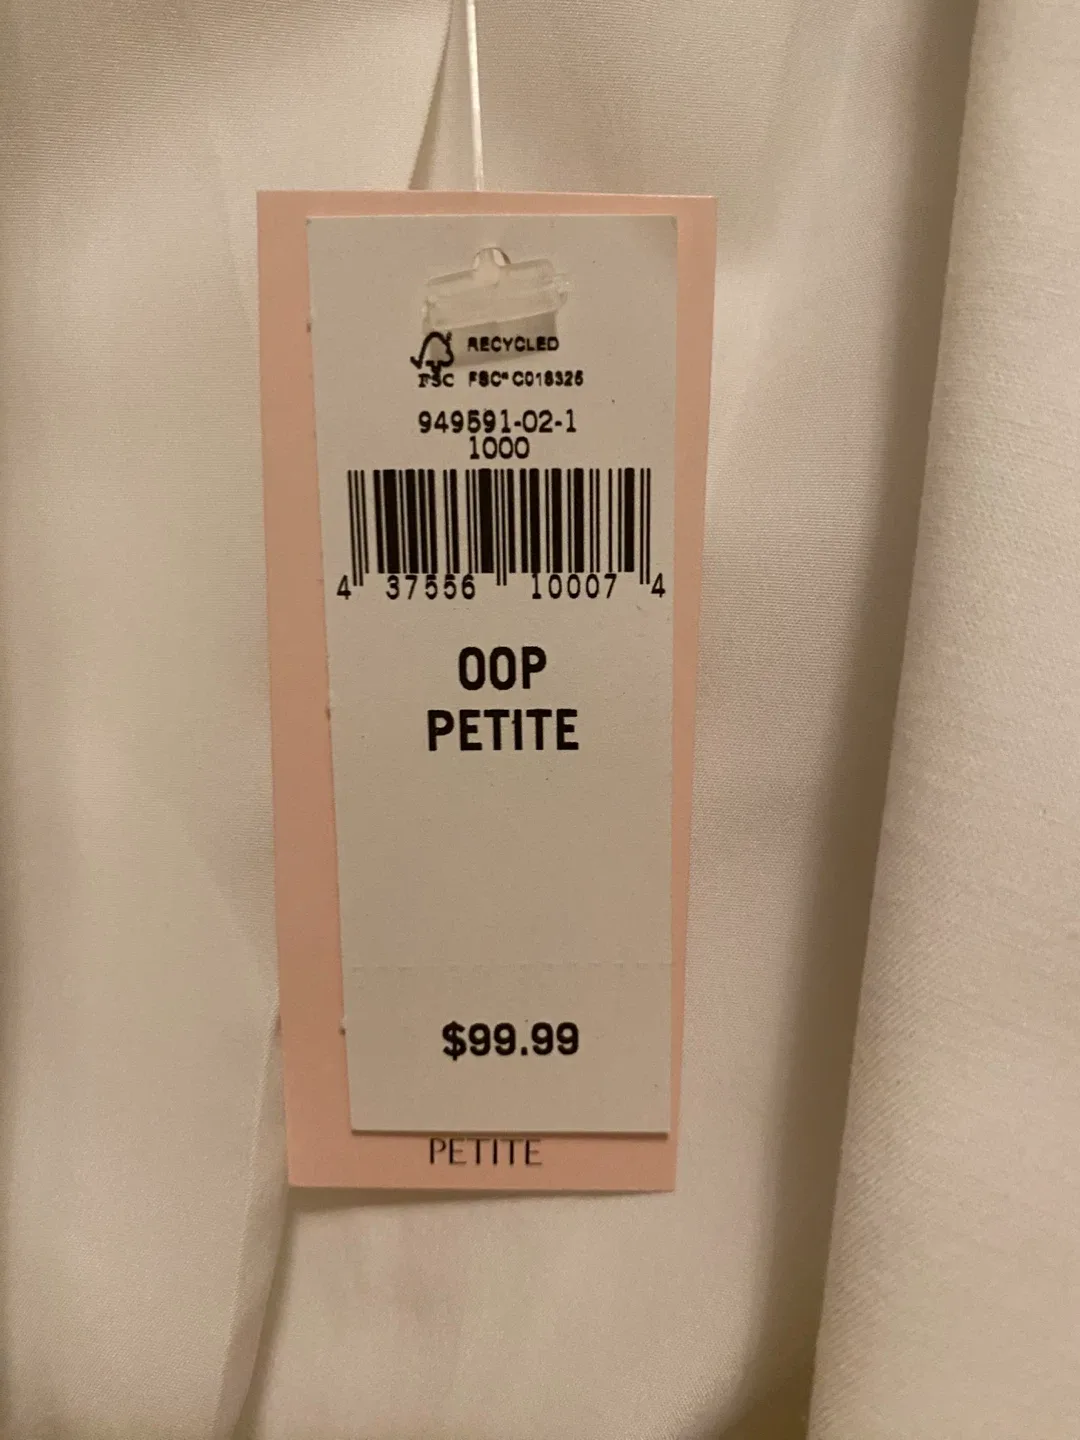 RECYCLED
FSC FSC® C018325
949591-02-1
1000
4 37556 10007 4
00P
PETITE
$99.99
PETITE